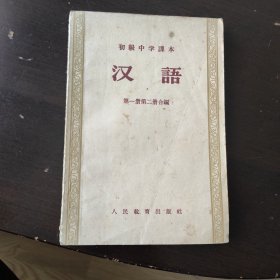 初級中学課本
汉語
第一册第二册合編
人民教育出版社